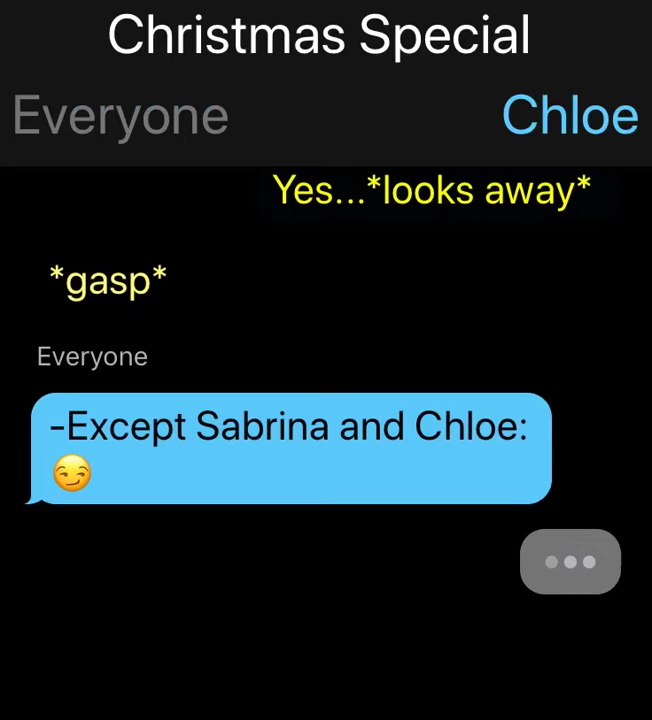 Christmas Special
Everyone Chloe
Yes...*looks away*
*gasp*
Everyone
-Except Sabrina and Chloe:
😏